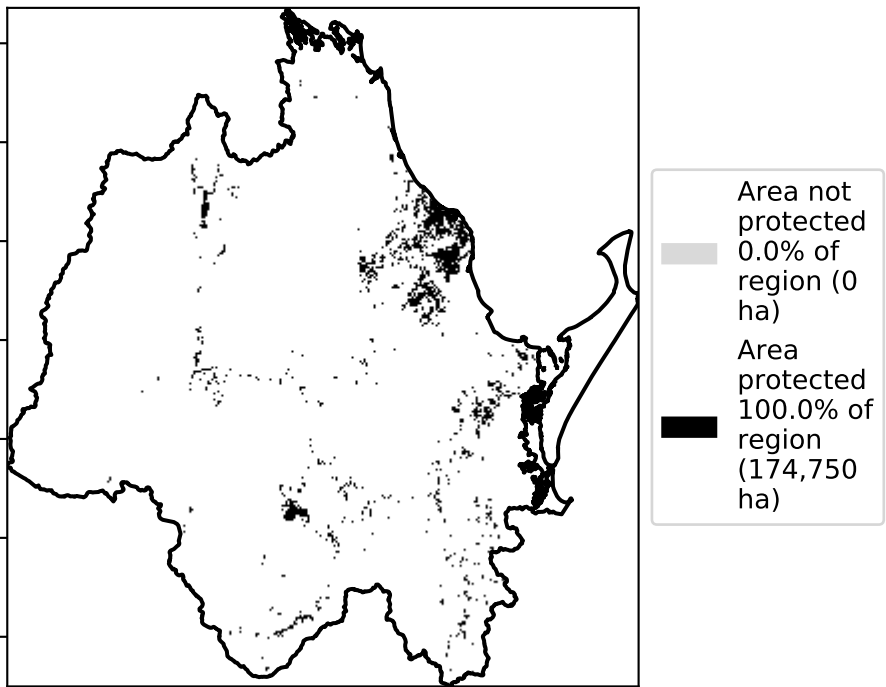 Area not
protected
0.0% of
region (0
ha)
Area
protected
100.0% of
region
(174,750
ha)